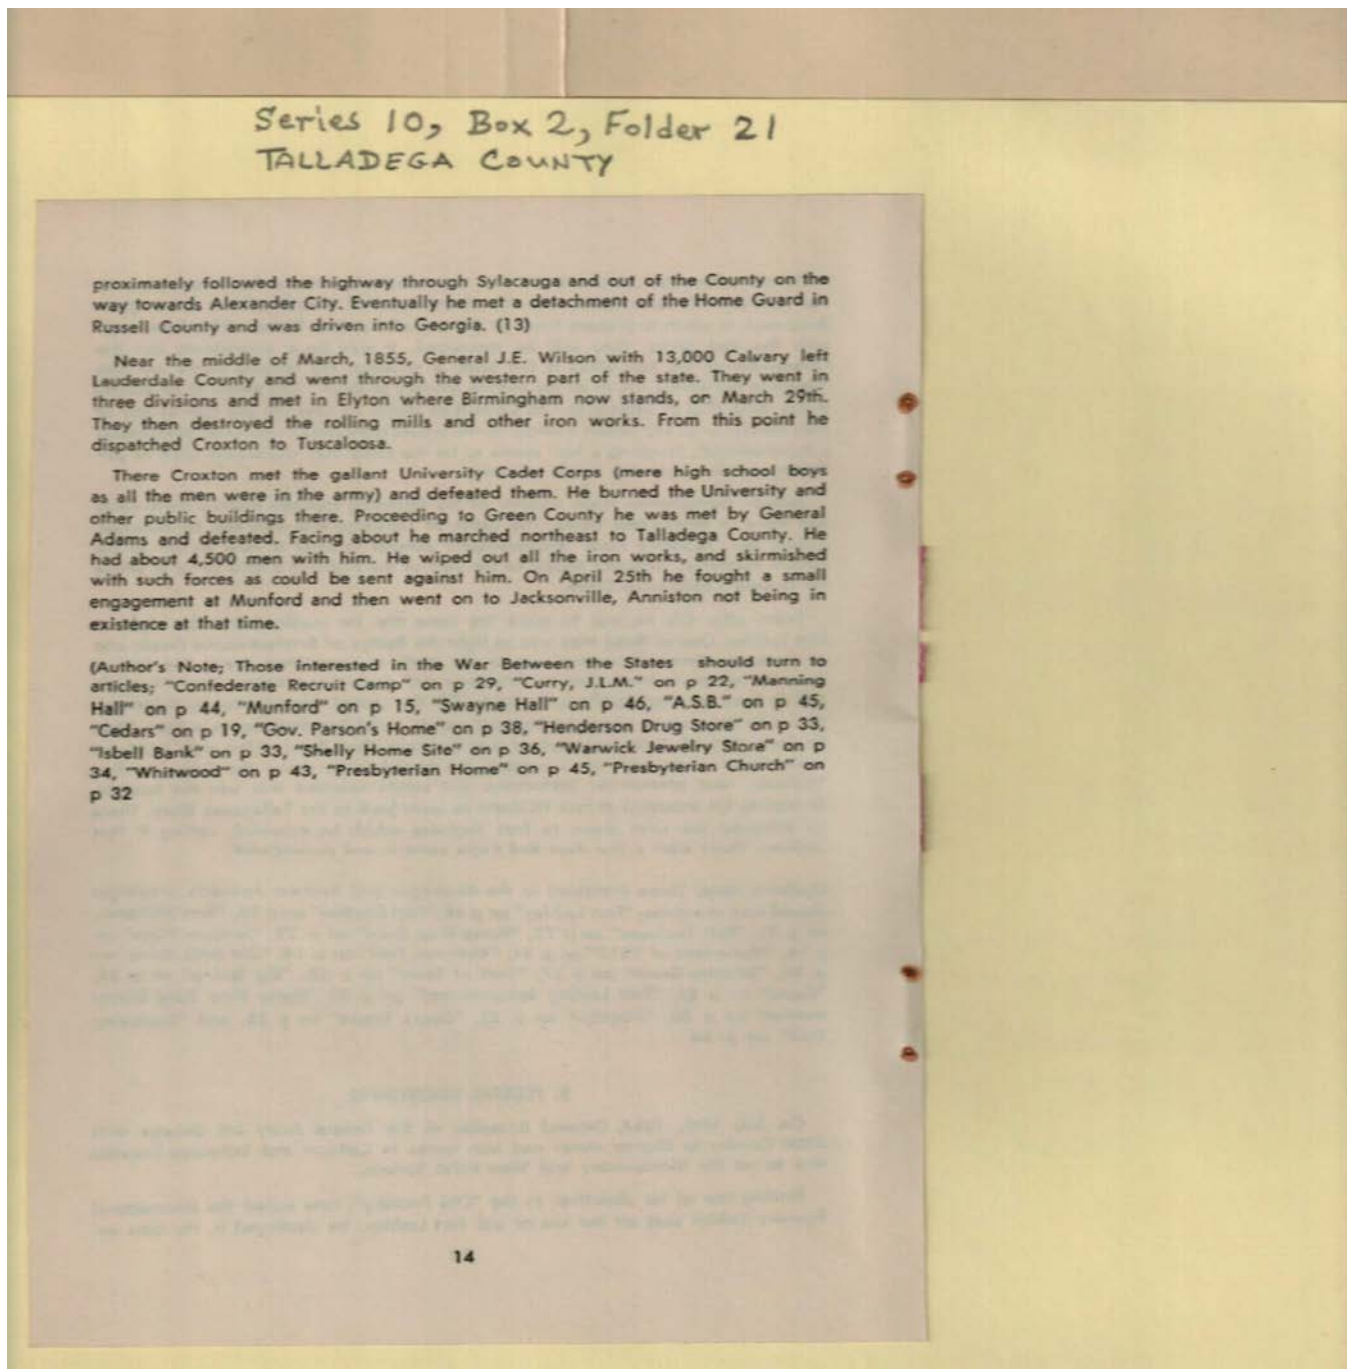 Series 10, Box 2, Folder 21
TALLADEGA COUNTY
proximately followed the highway through Sylacauga and out of the County on the
way towards Alexander City. Eventually he met a detachment of the Home Guard in
Russell County and was driven into Georgia. (13)
Near the middle of March, 1855, General J.E. Wilson with 13,000 Calvary left
Lauderdale County and went through the western part of the state. They went in
three divisions and met in Elyton where Birmingham now stands, on March 29th.
They then destroyed the rolling mills and other iron works. From this point he
dispatched Croxton to Tuscaloosa.
There Croxton met the gallant University Cadet Corps (mere high school boys
as all the men were in the army) and defeated them. He burned the University and
other public buildings there. Proceeding to Green County he was met by General
Adams and defeated. Facing about he marched northeast to Talladega County. He
had about 4,500 men with him. He wiped out all the iron works, and skirmished
with such forces as could be sent against him. On April 25th he fought a small
engagement at Munford and then went on to Jacksonville, Anniston not being in
existence at that time.
(Author's Note; Those interested in the War Between the States should turn to
articles; "Confederate Recruit Camp" on p 29, "Curry, J.L.M." on p 22, "Manning
Hall" on p 44, "Munford" on p 15, "Swayne Hall" on p 46, "A.S.B." on p 45,
"Cedars" on p 19, "Gov. Parson's Home" on p 38, "Henderson Drug Store" on p 33,
"Isbell Bank" on p 33, "Shelly Home Site" on p 36, "Warwick Jewelry Store" on p
34, "Whitwood" on p 43, "Presbyterian Home" on p 45, "Presbyterian Church" on
p 32
14